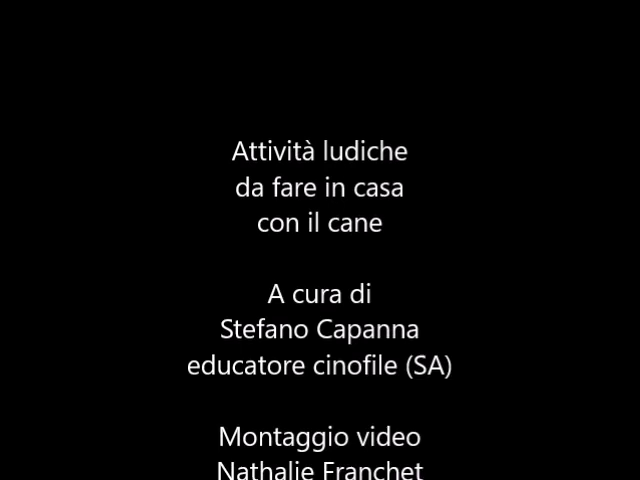 Attività ludiche
da fare in casa
con il cane
A cura di
Stefano Capanna
educatore cinofile (SA)
Montaggio video
Nathalie Franchet